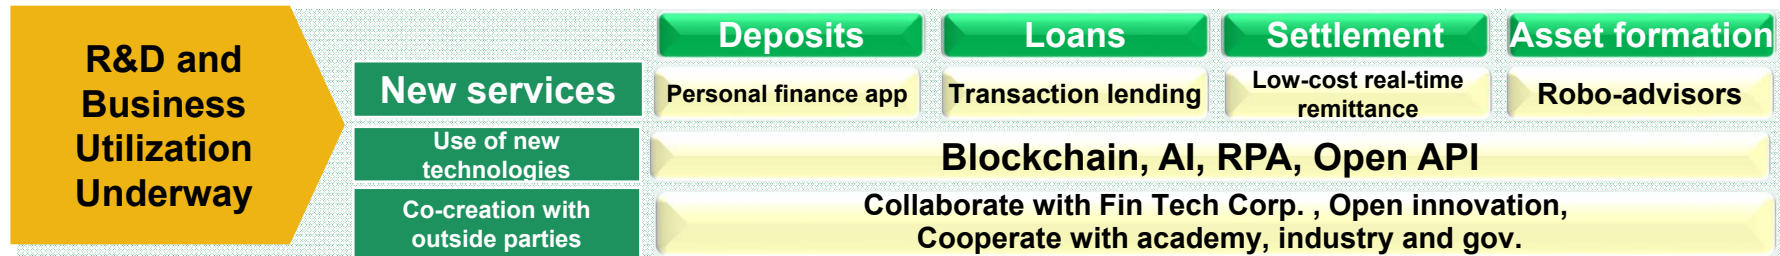 R&D and
Business
Utilization
Underway
Deposits
Loans
Settlement
Asset formation
New services
Personal finance app
Transaction lending
Low-cost real-time
remittance
Robo-advisors
Use of new
technologies
Blockchain, AI, RPA, Open API
Co-creation with
outside parties
Collaborate with Fin Tech Corp. , Open innovation,
Cooperate with academy, industry and gov.